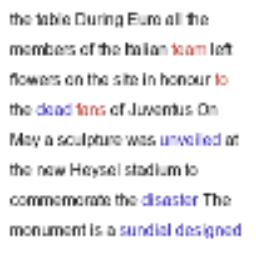 the table During Euro all the
members of the Italian team left
flowers on the site in honour to
the dead fans of Juventus On
May a sculpture was unveiled at
the new Heysel stadium to
commemorate the disaster The
monument is a sundial designed